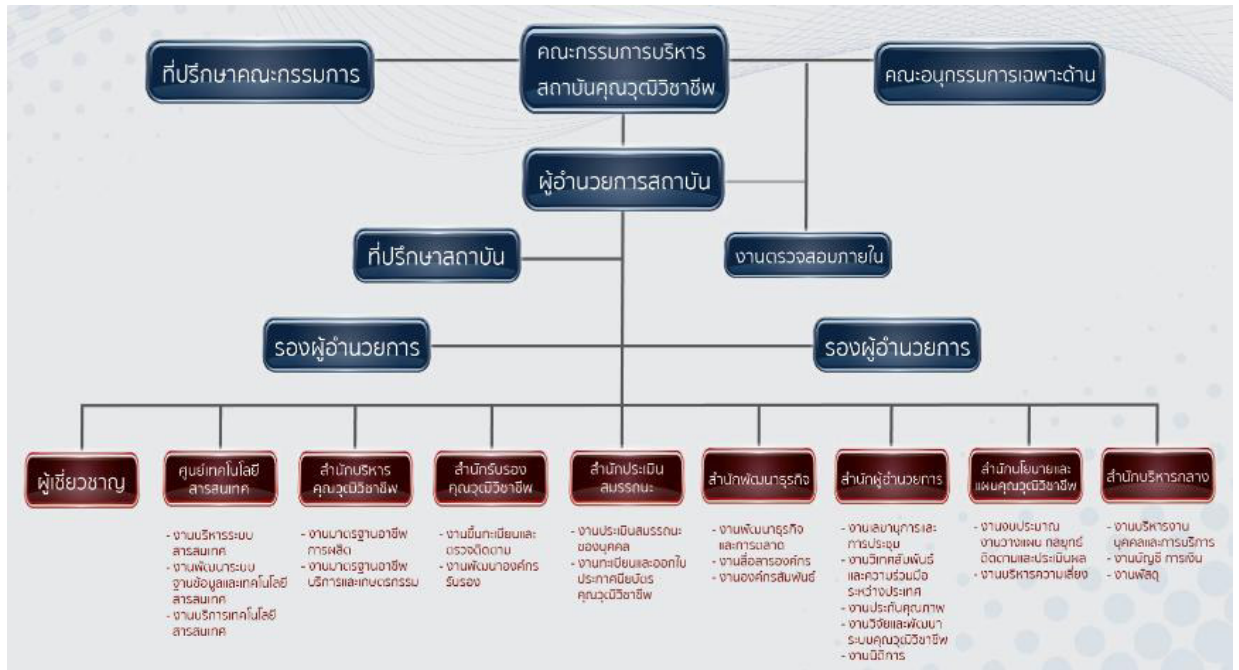 คณะกรรมการบริหาร
สถาบันคุณวุฒิวิชาชีพ
ที่ปรึกษาคณะกรรมการ
คณะอนุกรรมการเฉพาะด้าน
ผู้อำนวยการสถาบัน
ที่ปรึกษาสถาบัน
งานตรวจสอบภายใน
รองผู้อำนวยการ
รองผู้อำนวยการ
ผู้เชี่ยวชาญ
ศูนย์เทคโนโลยี
สารสนเทศ
- งานบริหารระบบ
สารสนเทศ
- งานพัฒนาระบบ
ฐานข้อมูลและเทคโนโลยี
สารสนเทศ
- งานบริการเทคโนโลยี
สารสนเทศ
สำนักบริหาร
คุณวุฒิวิชาชีพ
- งานมาตรฐานอาชีพ
การผลิต
- งานมาตรฐานอาชีพ
บริการและเกษตรกรรม
สำนักรับรอง
คุณวุฒิวิชาชีพ
- งานขึ้นทะเบียนและ
ตรวจติดตาม
- งานพัฒนาองค์กร
รับรอง
สำนักประเมิน
สมรรถนะ
- งานประเมินสมรรถนะ
ของบุคคล
- งานทะเบียนและออกใบ
ประกาศนียบัตร
คุณวุฒิวิชาชีพ
สำนักพัฒนาธุรกิจ
- งานพัฒนาธุรกิจ
และการตลาด
- งานสื่อสารองค์กร
- งานองค์กรสัมพันธ์
สำนักผู้อำนวยการ
- งานเลขานุการและ
การประชุม
- งานวิเทศสัมพันธ์
และความร่วมมือ
ระหว่างประเทศ
- งานประกันคุณภาพ
- งานวิจัยและพัฒนา
ระบบคุณวุฒิวิชาชีพ
- งานนิติการ
สำนักนโยบายและ
แผนคุณวุฒิวิชาชีพ
- งานงบประมาณ
งานวางแผน กลยุทธ์
ติดตามและประเมินผล
- งานบริหารความเสี่ยง
สำนักบริหารกลาง
- งานบริหารงาน
บุคคลและการบริการ
- งานบัญชี การเงิน
- งานพัสดุ